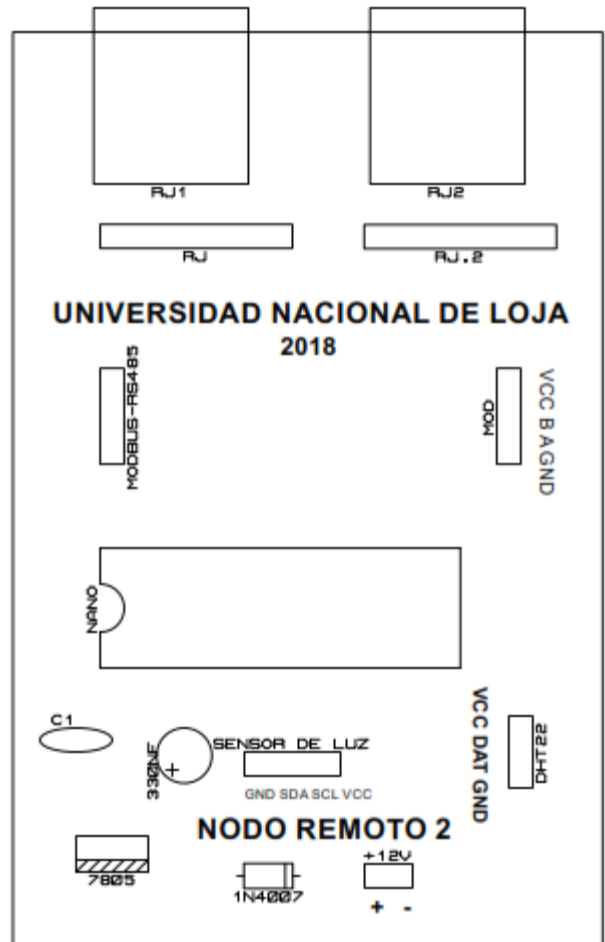 RJ1
RJ2
RJ
RJ.2
UNIVERSIDAD NACIONAL DE LOJA
2018
MODBUS-RS485
MOD
VCC B A GND
NANO
C1
330NF
+
SENSOR DE LUZ
GND SDA SCL VCC
VCC DAT GND
DHT22
NODO REMOTO 2
7805
1N4007
+12V
+ -